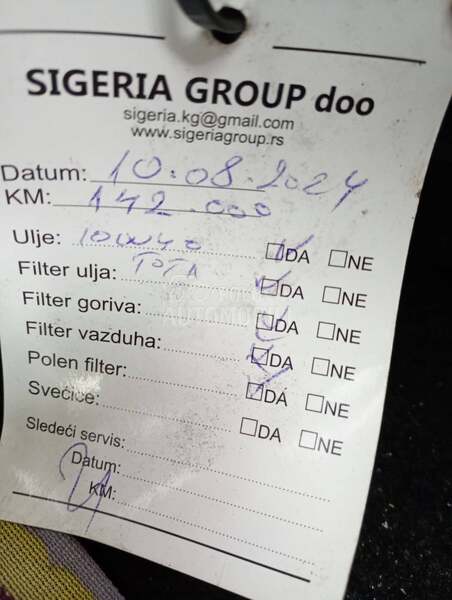 SIGERIA GROUP doo
sigeria.kg@gmail.com
www.sigeriagroup.rs
Datum: 10.08.2024
KM: 142.000
Ulje: 10W40 DA NE
Filter ulja: TOTA DA NE
Filter goriva: DA NE
Filter vazduha: DA NE
Polen filter: DA NE
Svećice: DA NE
Sledeći servis:
Datum:
KM: